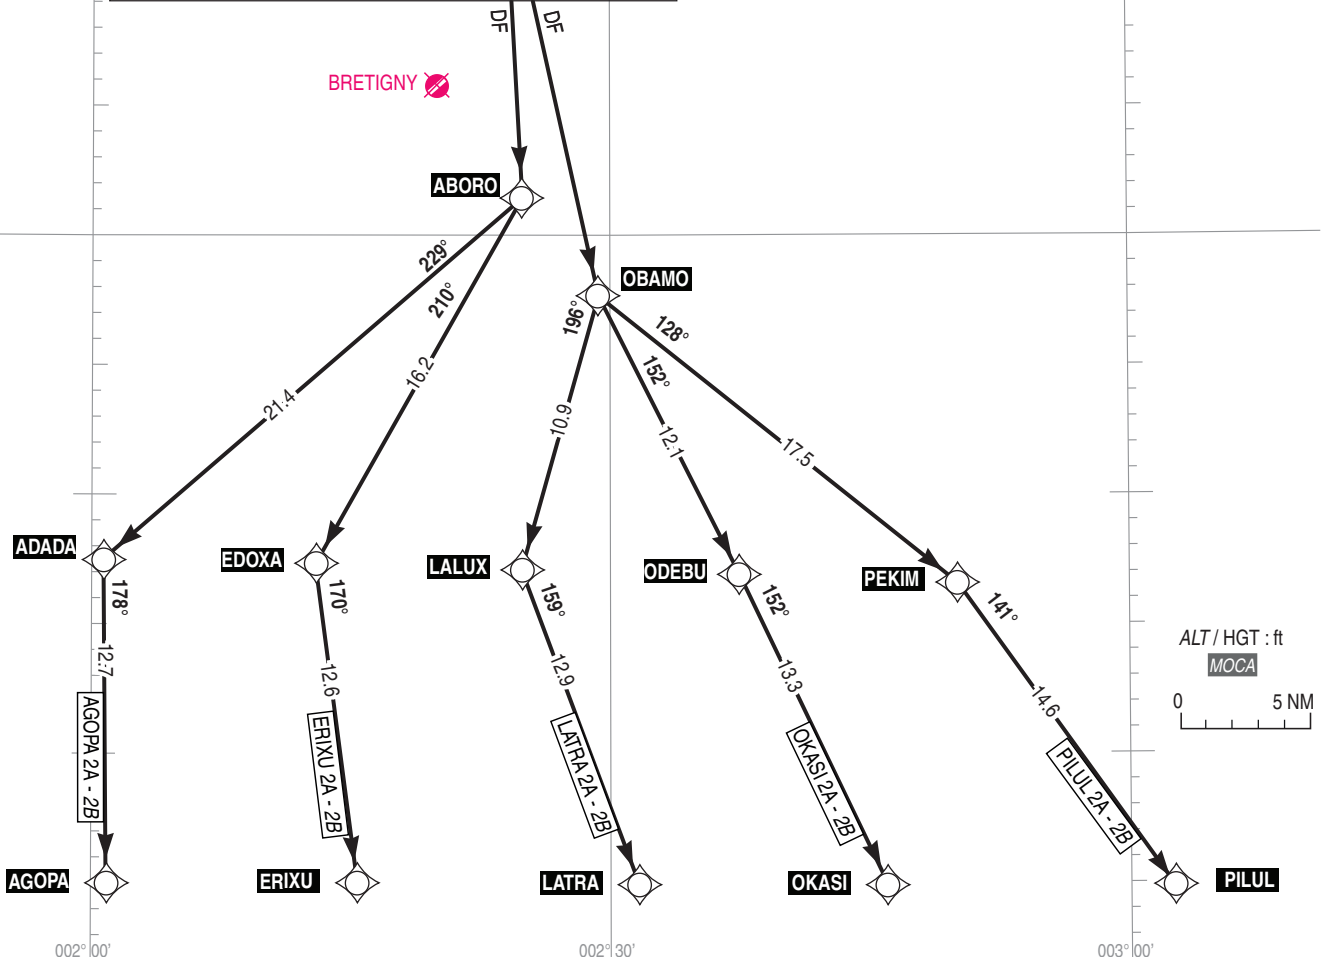 DF
DF
BRETIGNY
ABORO
OBAMO
229°
210°
196°
128°
152°
21.4
16.2
10.9
12.1
17.5
ADADA
EDOXA
LALUX
ODEBU
PEKIM
178°
170°
159°
152°
141°
ALT / HGT : ft
MOCA
0 5 NM
12.7
12.6
12.9
13.3
14.6
AGOPA 2A - 2B
ERIXU 2A - 2B
LATRA 2A - 2B
OKASI 2A - 2B
PILUL 2A - 2B
AGOPA
ERIXU
LATRA
OKASI
PILUL
002° 00'
002° 30'
003° 00'